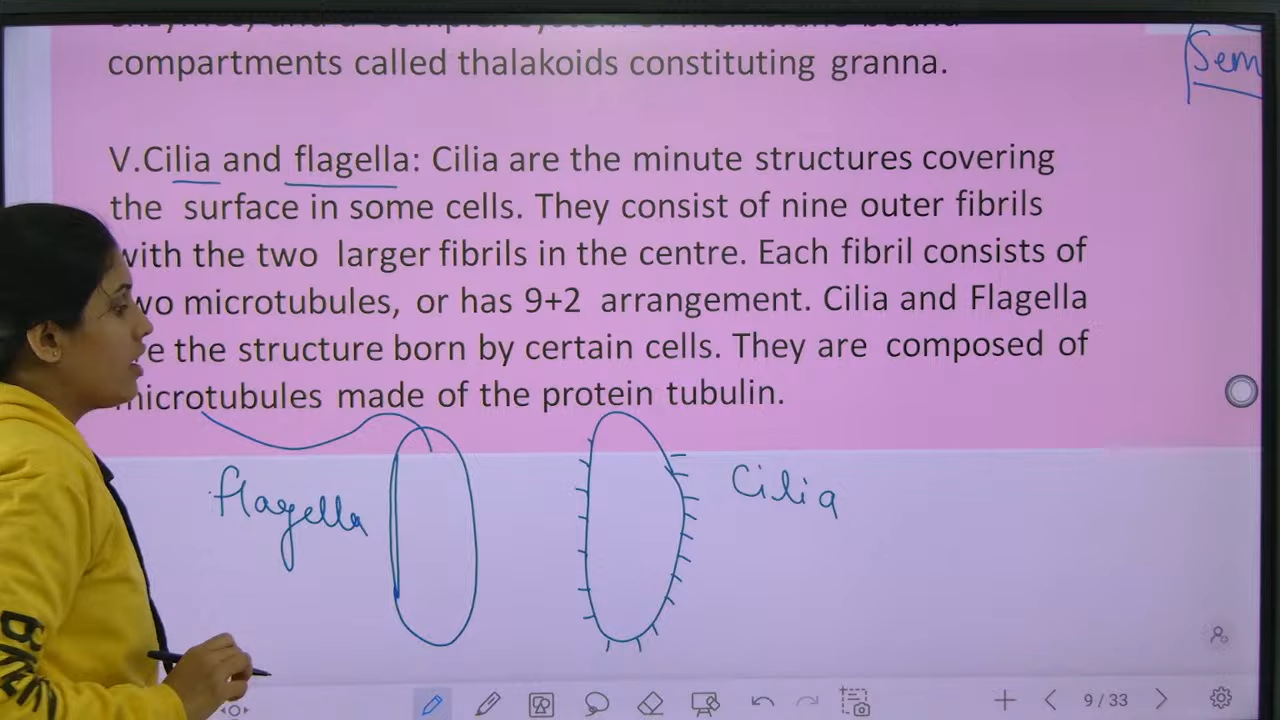 compartments called thalakoids constituting granna.
Sem
V.Cilia and flagella: Cilia are the minute structures covering
the surface in some cells. They consist of nine outer fibrils
with the two larger fibrils in the centre. Each fibril consists of
two microtubules, or has 9+2 arrangement. Cilia and Flagella
the structure born by certain cells. They are composed of
microtubules made of the protein tubulin.
flagella
Cilia
9 / 33